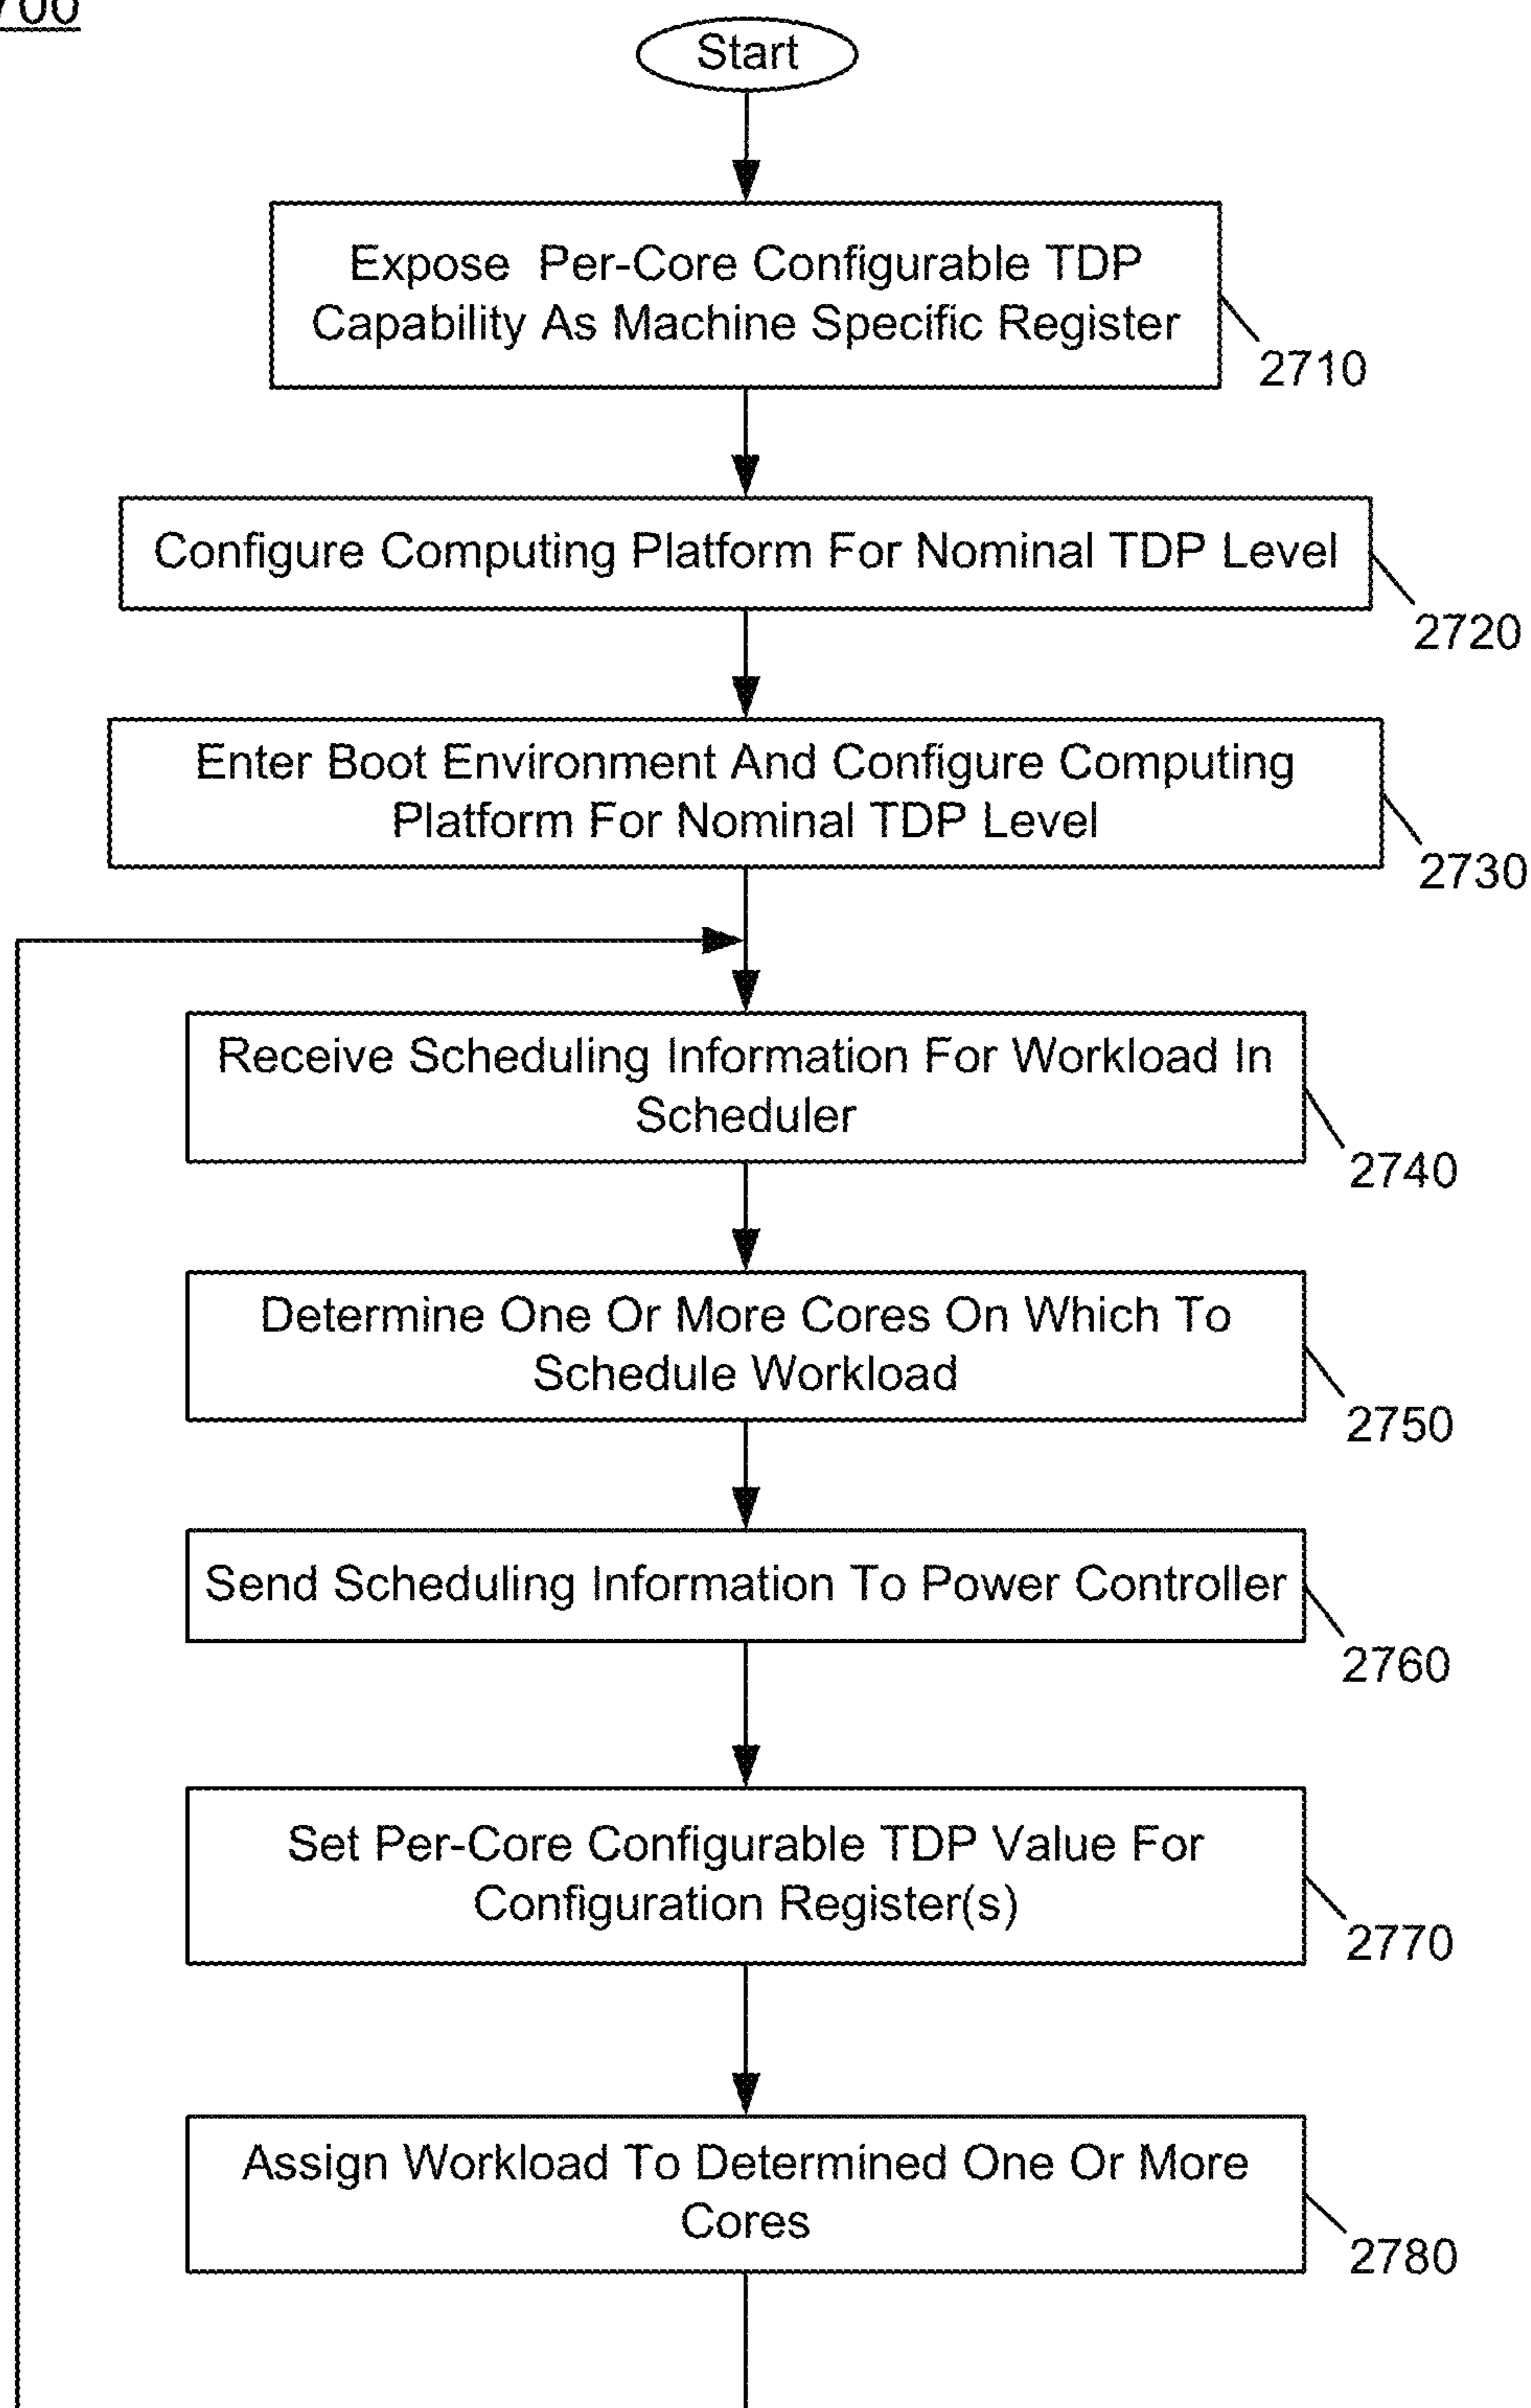 700
Start
Expose Per-Core Configurable TDP
Capability As Machine Specific Register
2710
Configure Computing Platform For Nominal TDP Level
2720
Enter Boot Environment And Configure Computing
Platform For Nominal TDP Level
2730
Receive Scheduling Information For Workload In
Scheduler
2740
Determine One Or More Cores On Which To
Schedule Workload
2750
Send Scheduling Information To Power Controller
2760
Set Per-Core Configurable TDP Value For
Configuration Register(s)
2770
Assign Workload To Determined One Or More
Cores
2780